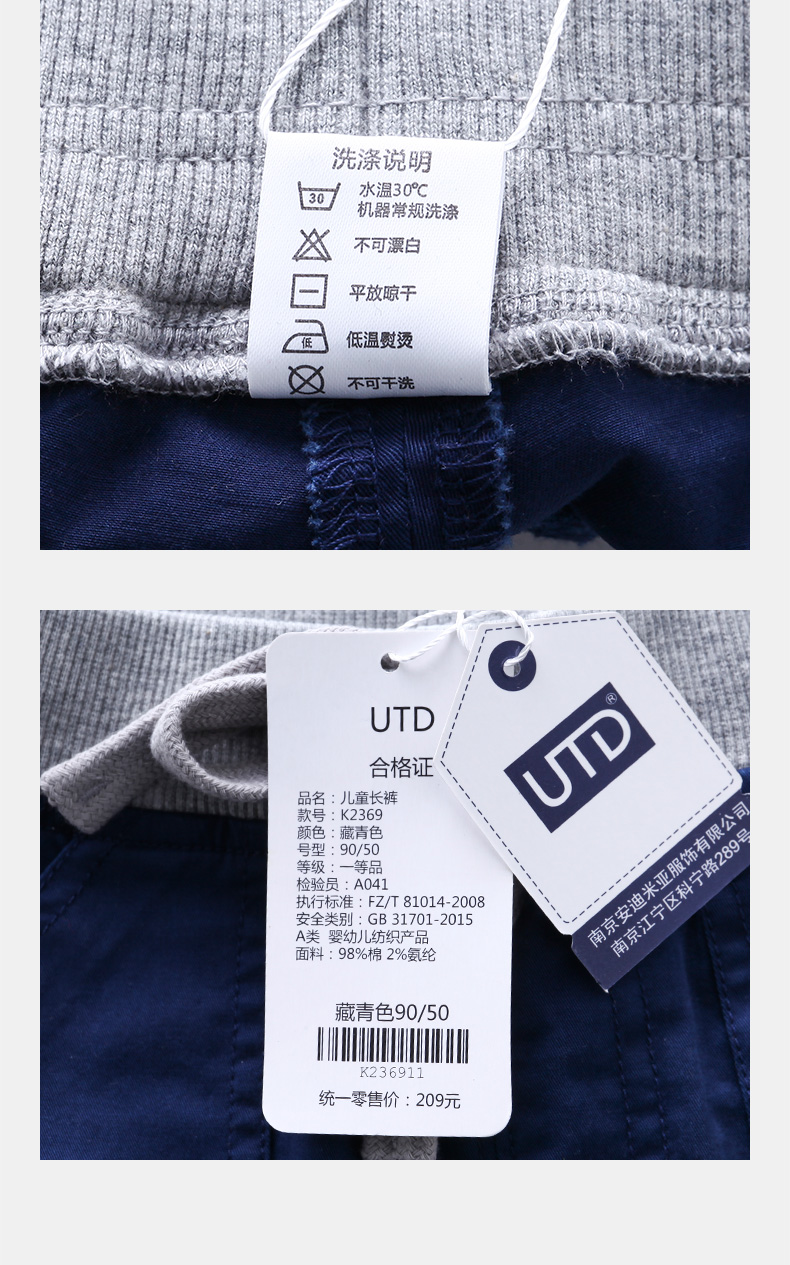 洗涤说明
30
水温30℃
机器常规洗涤
不可漂白
平放晾干
低
低温熨烫
不可干洗
UTD
合格证
品名：儿童长裤
款号：K2369
颜色：藏青色
号型：90/50
等级：一等品
检验员：A041
执行标准：FZ/T 81014-2008
安全类别：GB 31701-2015
A类 婴幼儿纺织产品
面料：98%棉 2%氨纶
藏青色90/50
K236911
统一零售价：209元
UTD®
南京安迪米亚服饰有限公司
南京江宁区科宁路289号